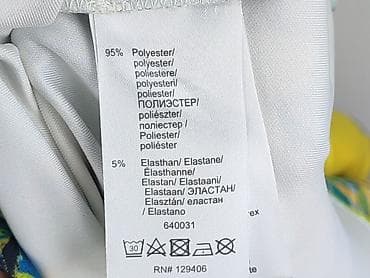 95% Polyester/
polyester/
poliestere/
polyesteri/
poliester/
ПОЛИЭСТЕР/
poliészter/
поліестер /
Poliester/
poliéster
5% Elasthan/ Elastane/
Élasthanne/
Elastan/ Elastaani/
Elastaan/ ЭЛАСТАН/
Elasztán/ еластан
/ Elastano
640031
30
RN# 129406